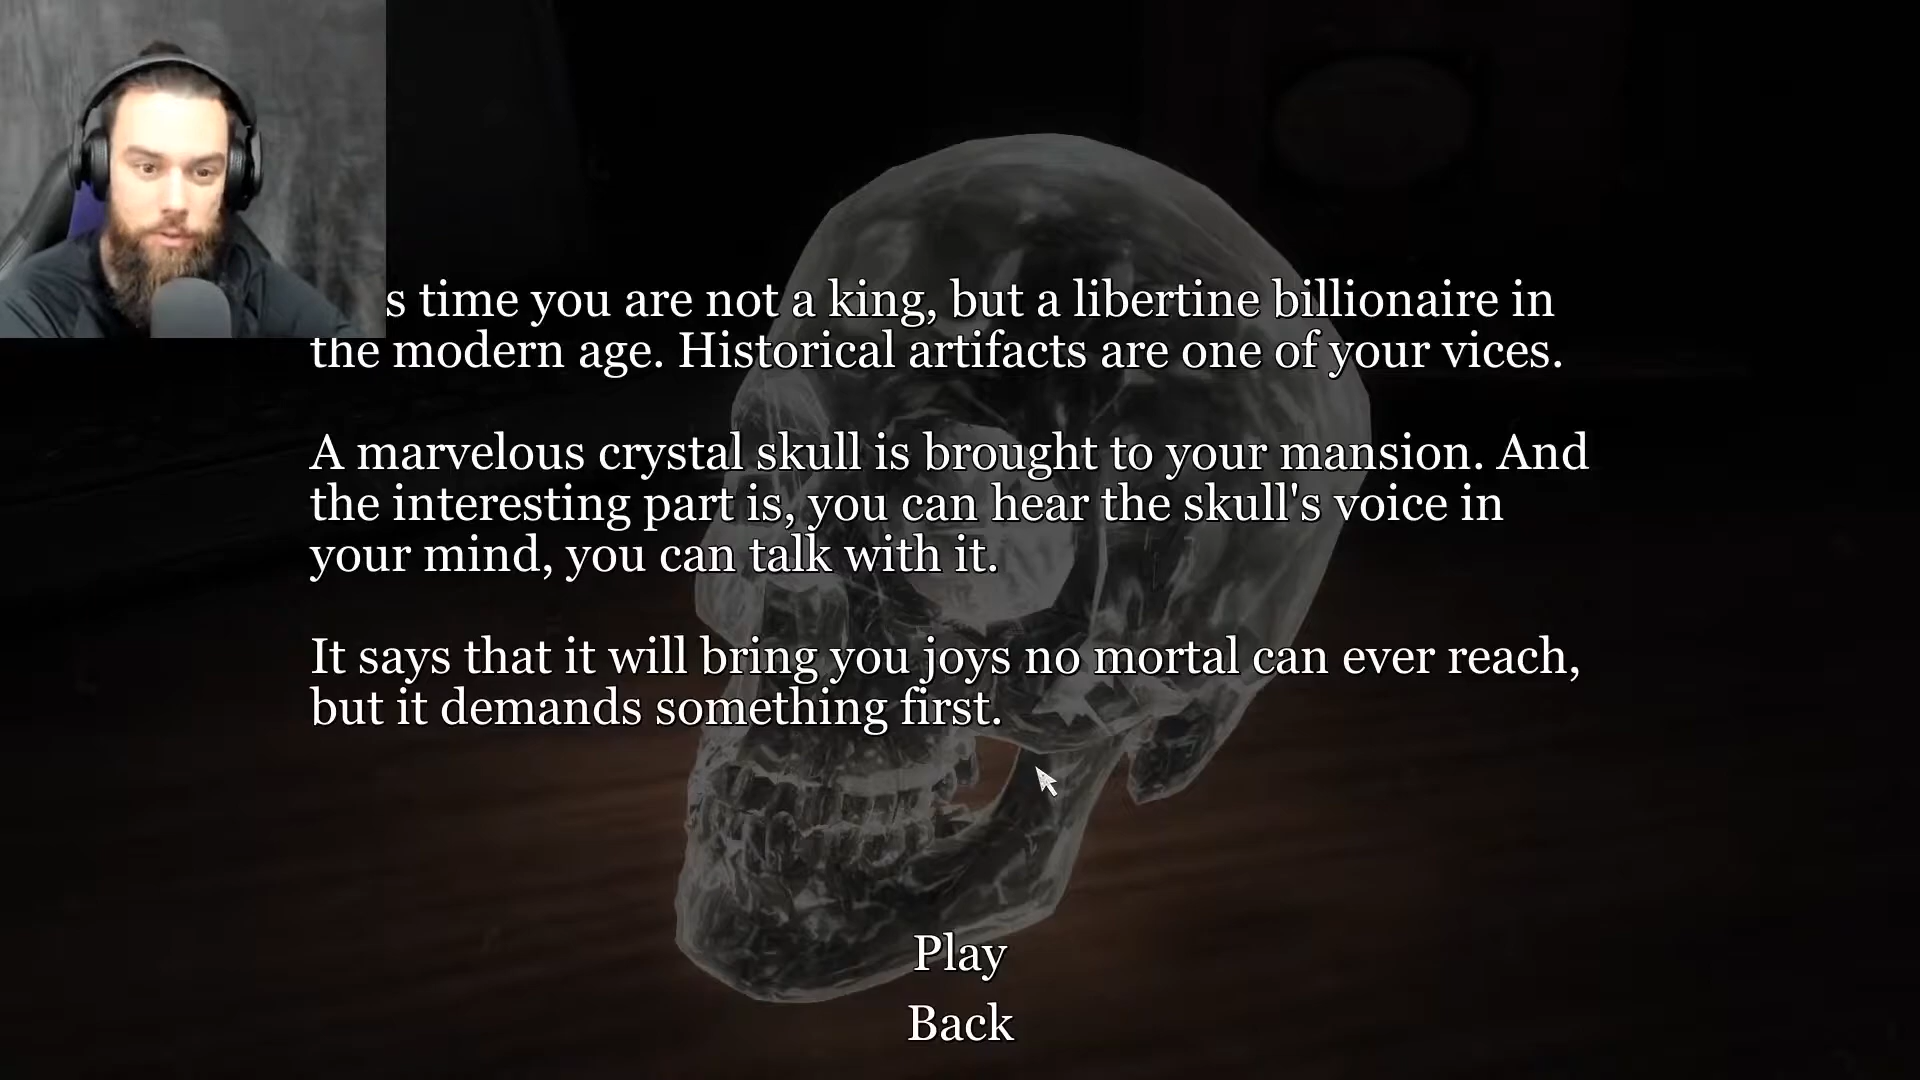 s time you are not a king, but a libertine billionaire in
the modern age. Historical artifacts are one of your vices.
A marvelous crystal skull is brought to your mansion. And
the interesting part is, you can hear the skull's voice in
your mind, you can talk with it.
It says that it will bring you joys no mortal can ever reach,
but it demands something first.
Play
Back